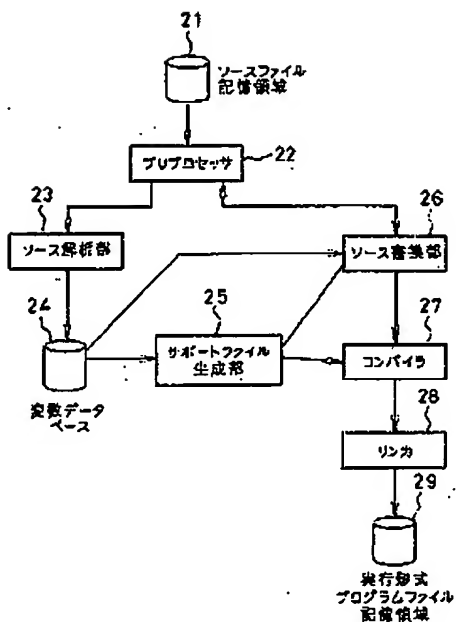 21
ソースファイル
記憶領域
プリプロセッサ
22
23
ソース解析部
26
ソース編集部
24
変数データ
ベース
25
サポートファイル
生成部
27
コンパイラ
28
リンカ
29
実行形式
プログラムファイル
記憶領域